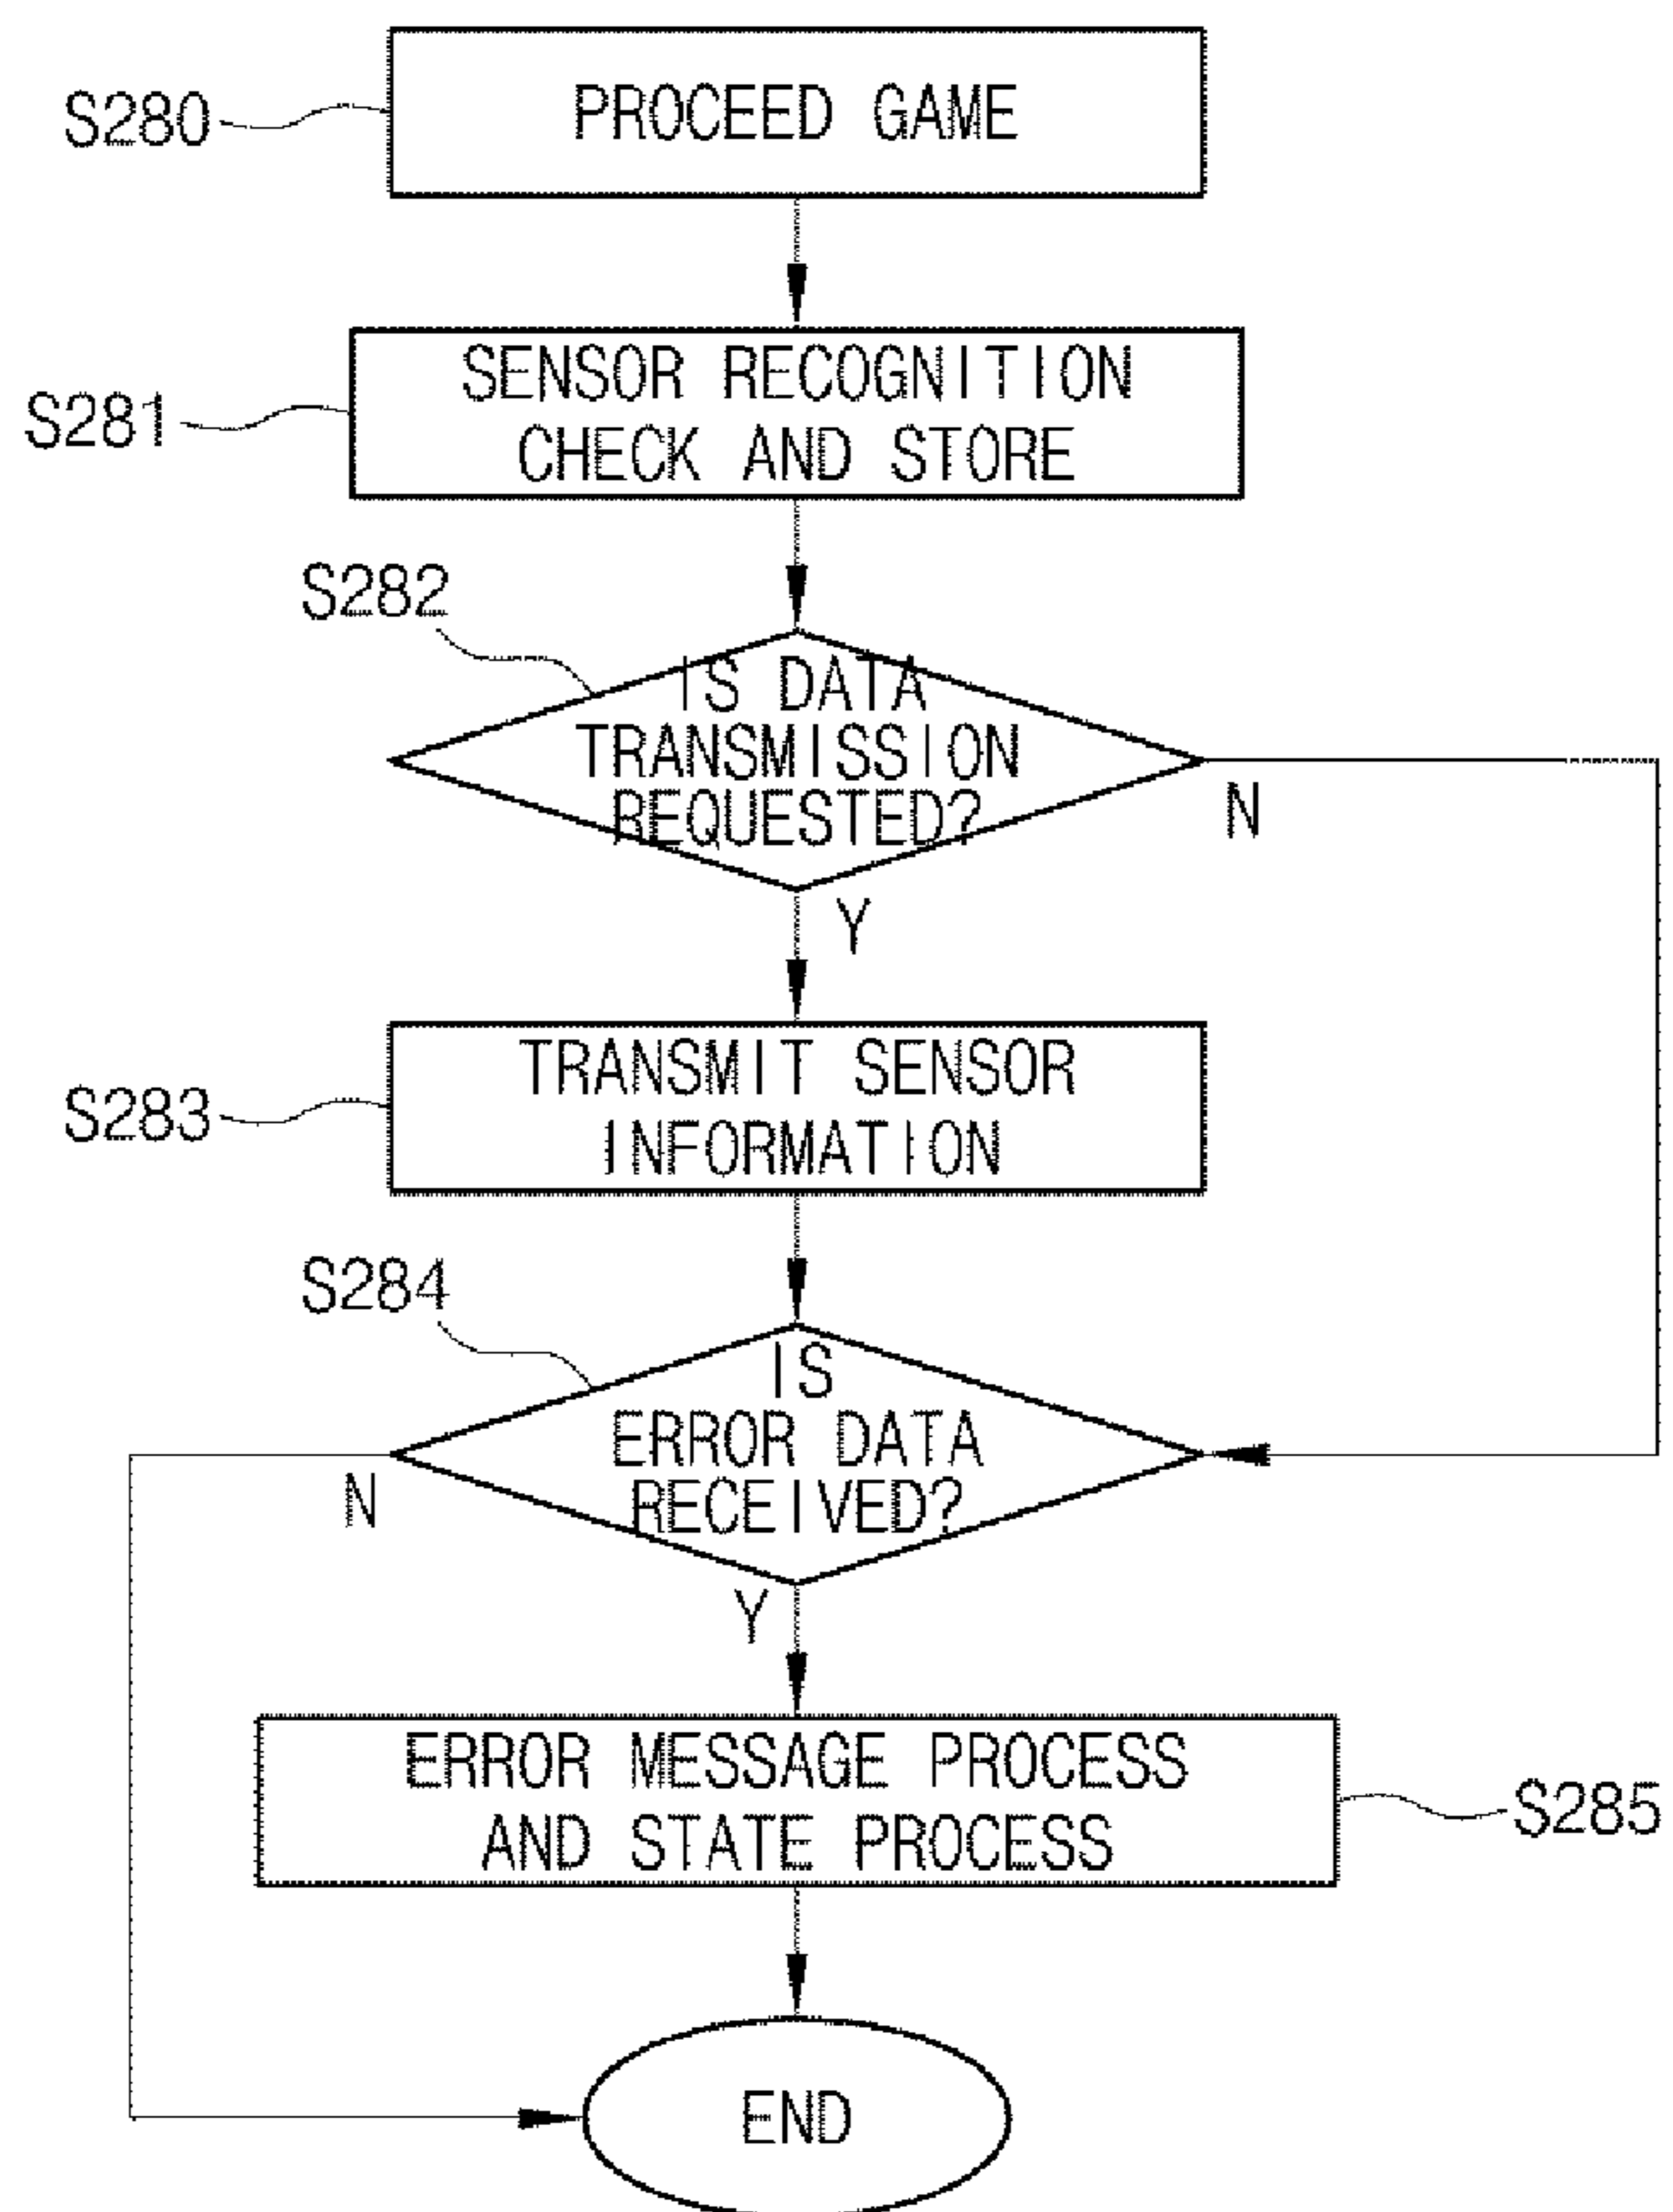 S280
PROCEED GAME
S281
SENSOR RECOGNITION
CHECK AND STORE
S282
IS DATA
TRANSMISSION
REQUESTED?
N
Y
S283
TRANSMIT SENSOR
INFORMATION
S284
IS
ERROR DATA
RECEIVED?
N
Y
ERROR MESSAGE PROCESS
AND STATE PROCESS
S285
END